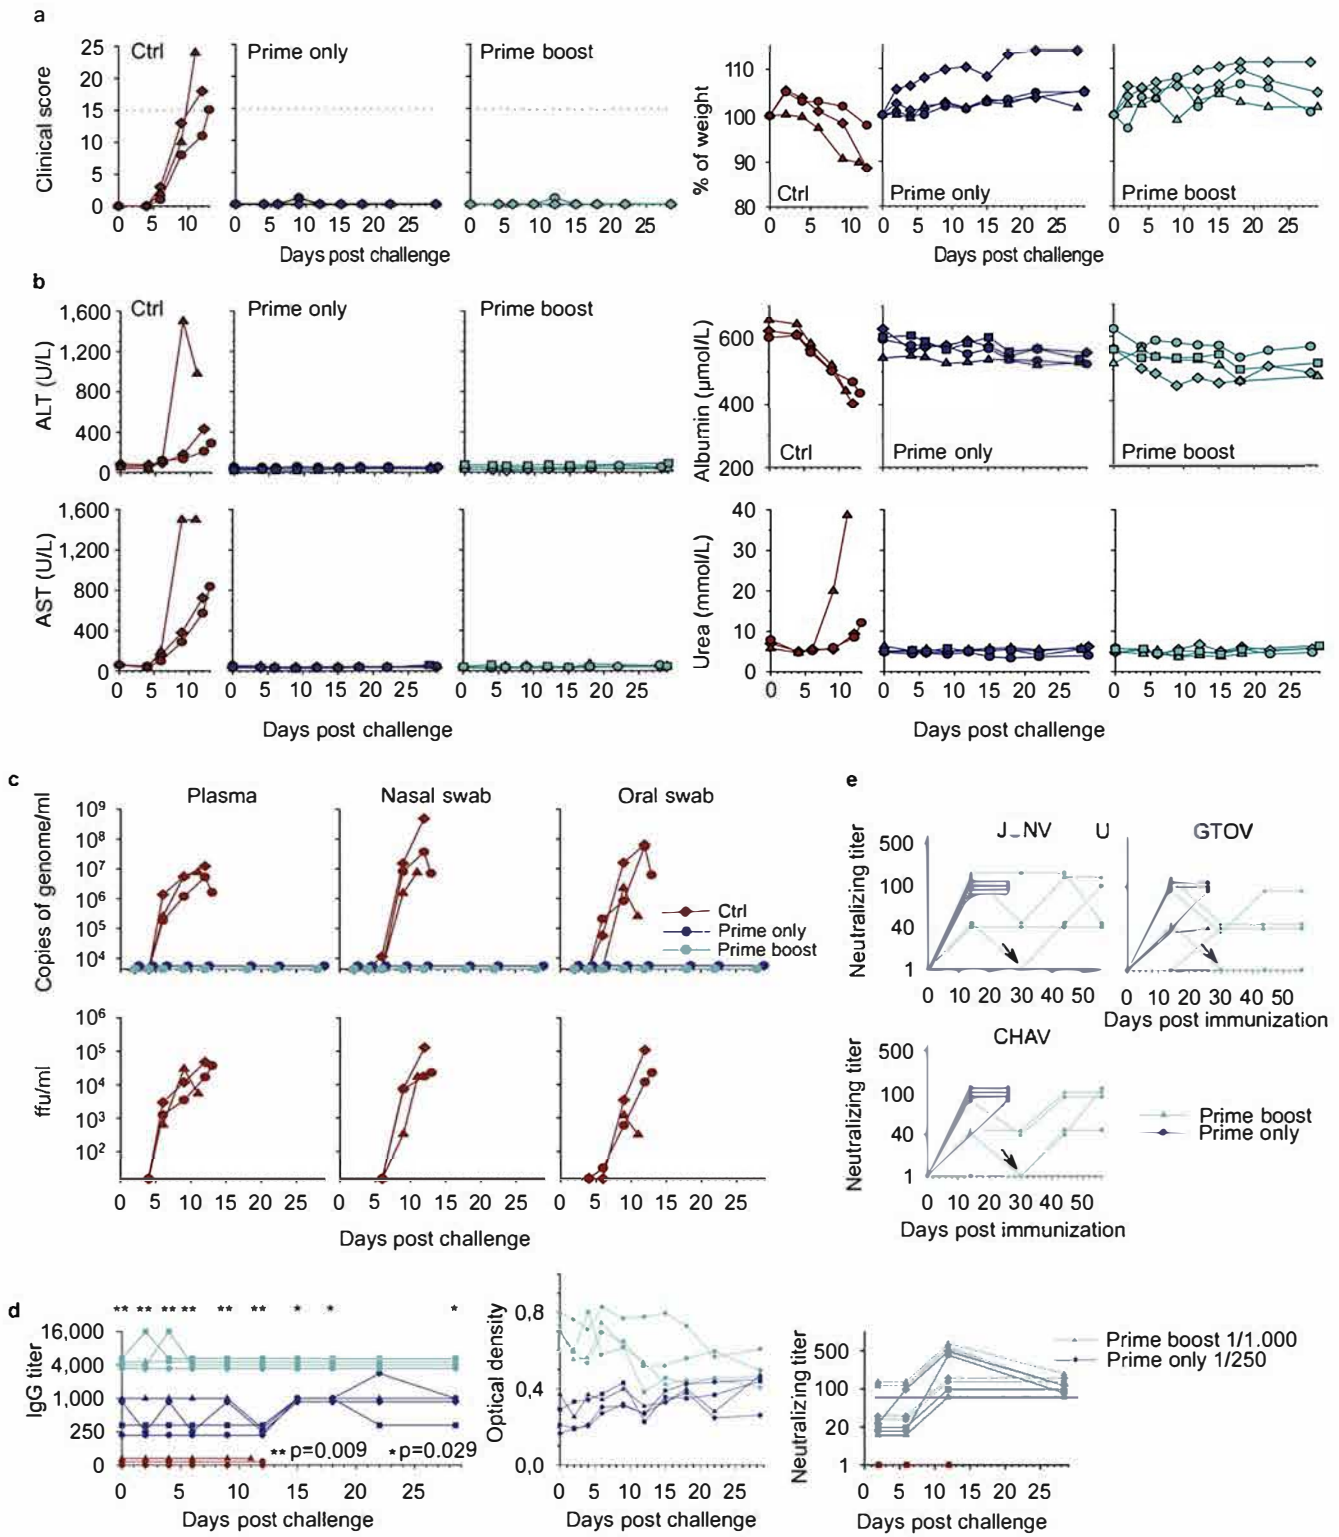 a
Ctrl
Prime only
Prime boost
Clinical score
25
20
15
10
5
0
0 5 10
0 5 10 15 20 25
0 5 10 15 20 25
Days post challenge
% of weight
110
100
90
80
Ctrl
Prime only
Prime boost
0 5 10
0 5 10 15 20 25
0 5 10 15 20 25
Days post challenge
b
Ctrl
Prime only
Prime boost
ALT (U/L)
1,600
1,200
800
400
0
Albumin (µmol/L)
600
400
200
Ctrl
Prime only
Prime boost
AST (U/L)
1,600
1,200
800
400
0
0 5 10
0 5 10 15 20 25
0 5 10 15 20 25
Days post challenge
Urea (mmol/L)
40
30
20
10
0
0 5 10
0 5 10 15 20 25
0 5 10 15 20 25
Days post challenge
c
Plasma
Nasal swab
Oral swab
Copies of genome/ml
10⁹
10⁸
10⁷
10⁶
10⁵
10⁴
Ctrl
Prime only
Prime boost
ffu/ml
10⁶
10⁵
10⁴
10³
10²
0 5 10 15 20 25
0 5 10 15 20 25
0 5 10 15 20 25
Days post challenge
e
J NV
U
GTOV
Neutralizing titer
500
100
40
1
0 10 20 30 40 50
0 10 20 30 40 50
Days post immunization
CHAV
Neutralizing titer
500
100
40
1
0 10 20 30 40 50
Days post immunization
Prime boost
Prime only
d
** ** ** ** ** ** * * *
IgG titer
16,000
4,000
1,000
250
0
** p=0.009
* p=0.029
0 5 10 15 20 25
Days post challenge
Optical density
0,8
0,4
0,0
0 5 10 15 20 25
Days post challenge
Neutralizing titer
500
100
20
1
0 5 10 15 20 25
Days post challenge
Prime boost 1/1.000
Prime only 1/250